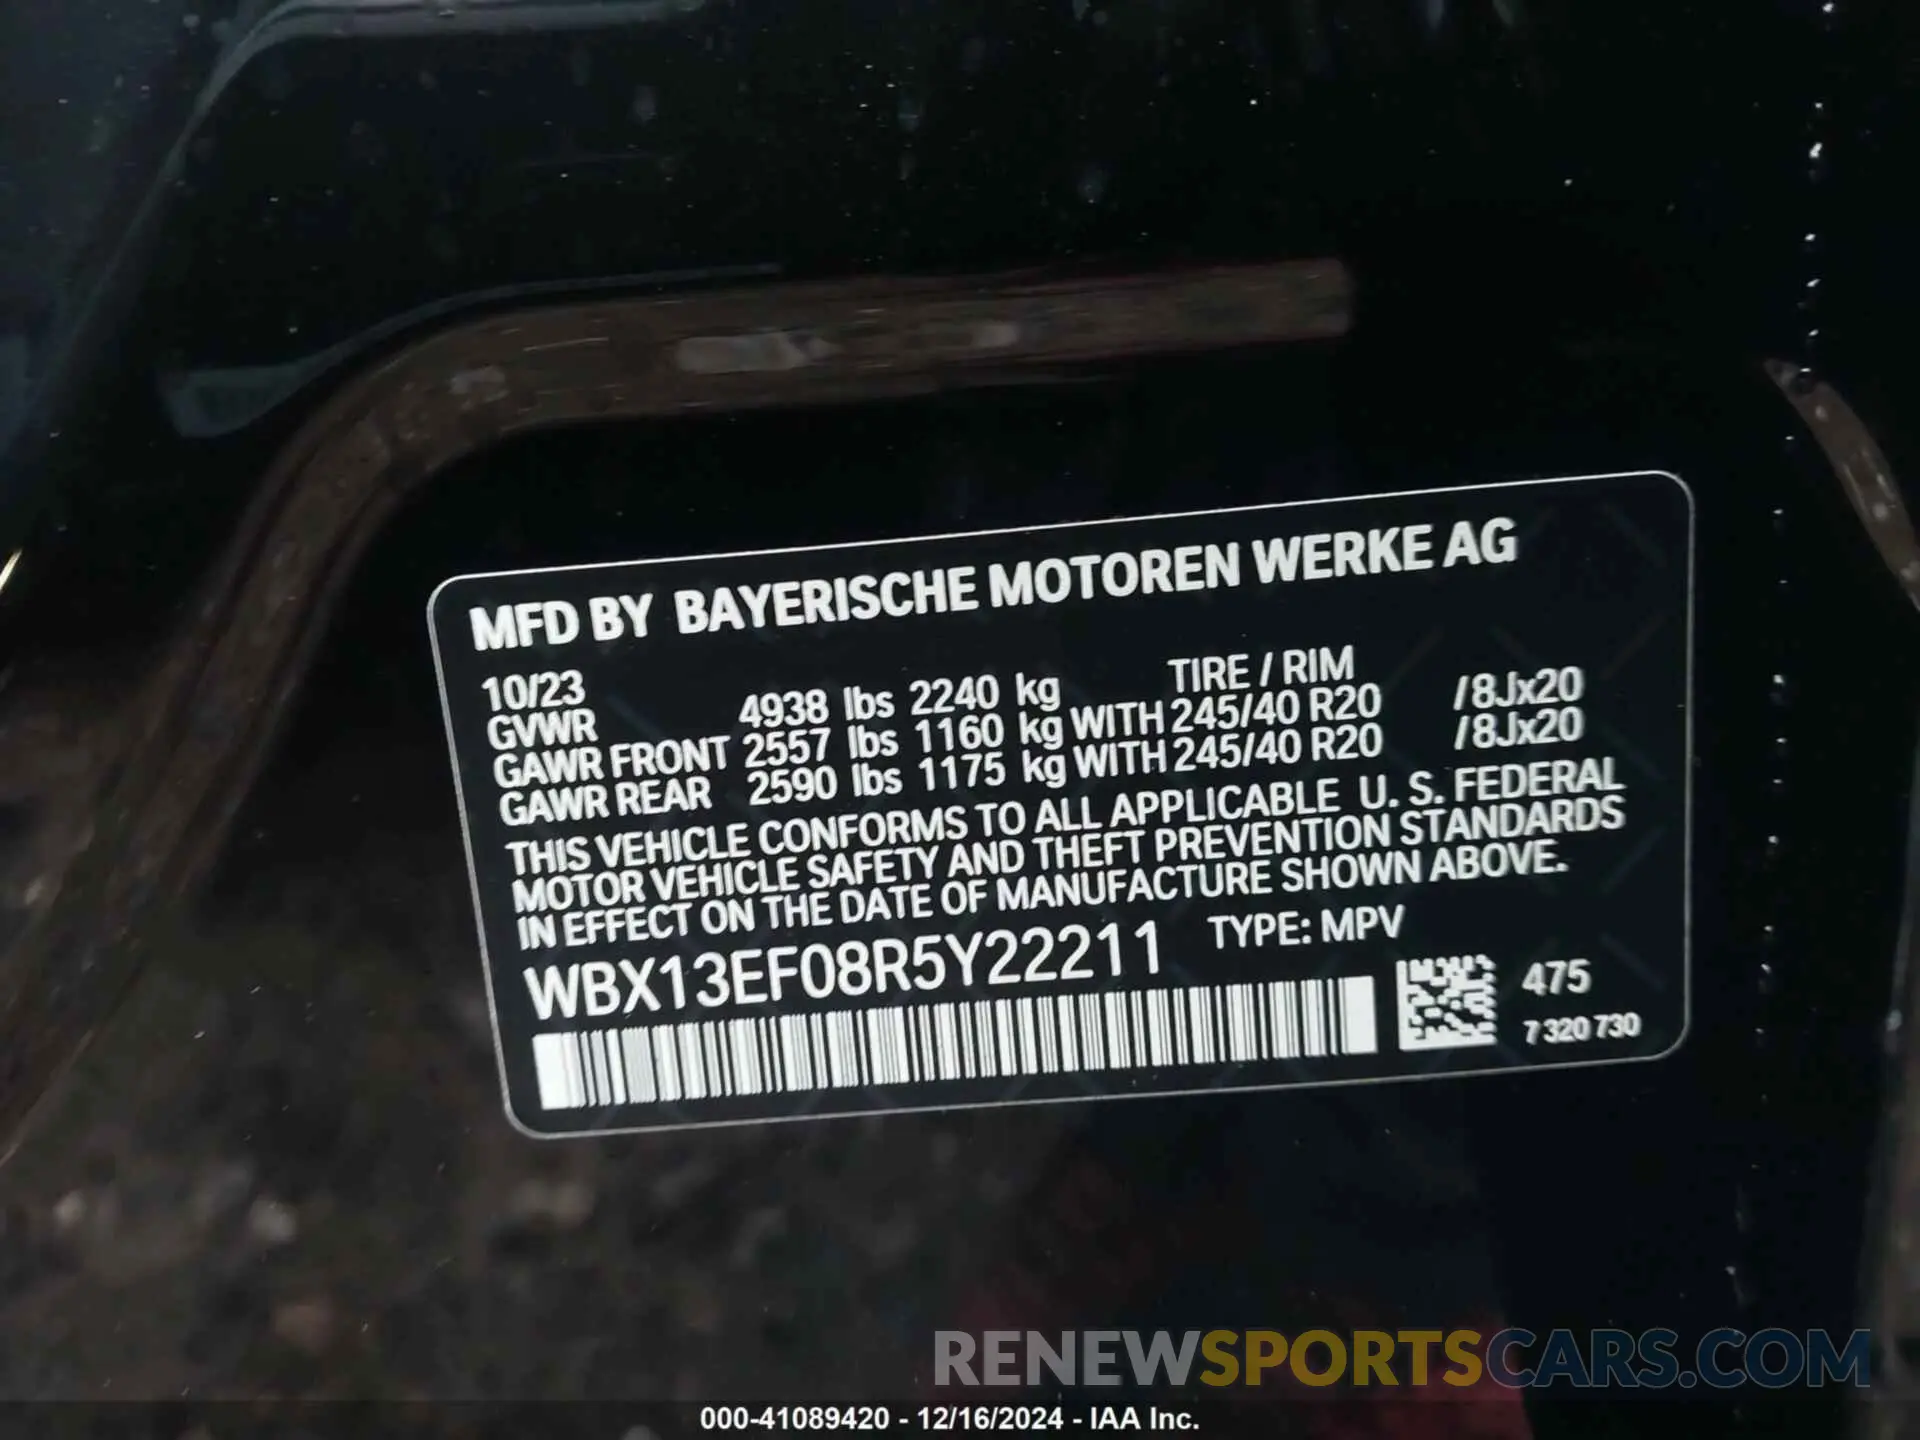 MFD BY BAYERISCHE MOTOREN WERKE AG
10/23 TIRE / RIM
GVWR 4938 lbs 2240 kg
GAWR FRONT 2557 lbs 1160 kg WITH 245/40 R20 /8Jx20
GAWR REAR 2590 lbs 1175 kg WITH 245/40 R20 /8Jx20
THIS VEHICLE CONFORMS TO ALL APPLICABLE U. S. FEDERAL
MOTOR VEHICLE SAFETY AND THEFT PREVENTION STANDARDS
IN EFFECT ON THE DATE OF MANUFACTURE SHOWN ABOVE.
WBX13EF08R5Y22211 TYPE: MPV
475
7 320 730
RENEWSPORTSCARS.COM
000-41089420 - 12/16/2024 - IAA Inc.